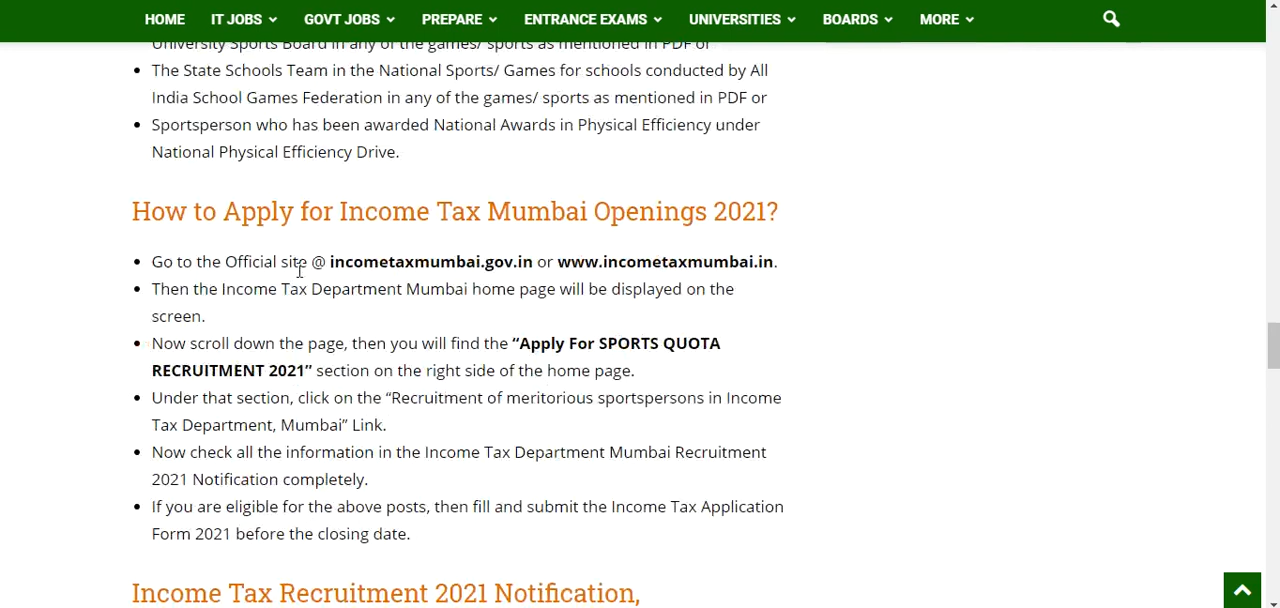 HOME IT JOBS GOVT JOBS PREPARE ENTRANCE EXAMS UNIVERSITIES BOARDS MORE
University Sports Board in any of the games/ sports as mentioned in PDF or
• The State Schools Team in the National Sports/ Games for schools conducted by All
India School Games Federation in any of the games/ sports as mentioned in PDF or
• Sportsperson who has been awarded National Awards in Physical Efficiency under
National Physical Efficiency Drive.
How to Apply for Income Tax Mumbai Openings 2021?
• Go to the Official site @ incometaxmumbai.gov.in or www.incometaxmumbai.in.
• Then the Income Tax Department Mumbai home page will be displayed on the
screen.
• Now scroll down the page, then you will find the “Apply For SPORTS QUOTA
RECRUITMENT 2021” section on the right side of the home page.
• Under that section, click on the “Recruitment of meritorious sportspersons in Income
Tax Department, Mumbai” Link.
• Now check all the information in the Income Tax Department Mumbai Recruitment
2021 Notification completely.
• If you are eligible for the above posts, then fill and submit the Income Tax Application
Form 2021 before the closing date.
Income Tax Recruitment 2021 Notification,